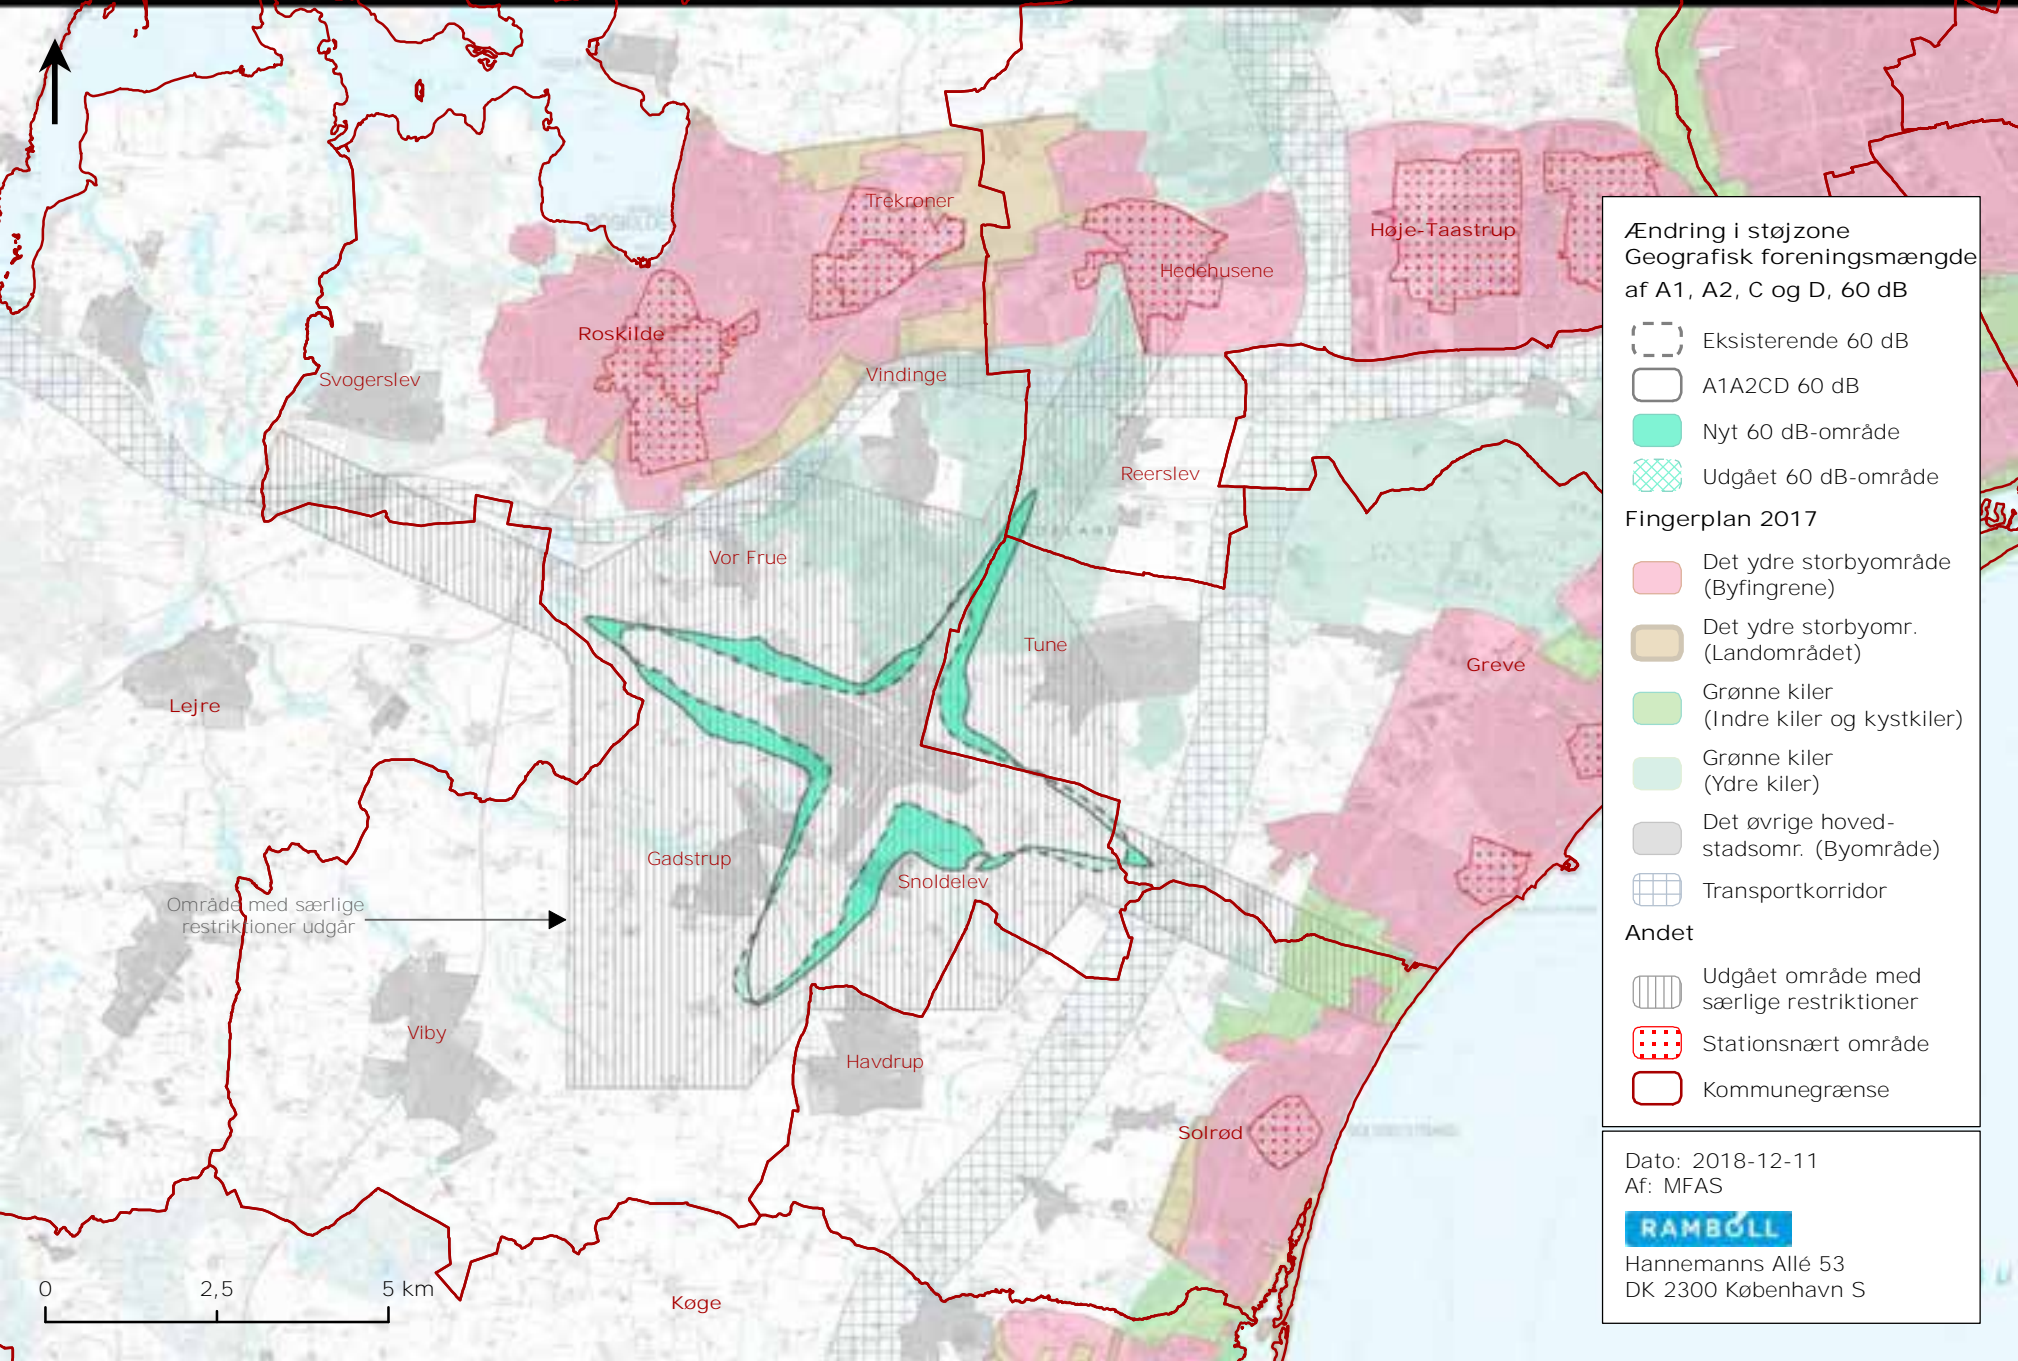 Trekroner
Høje-Taastrup
Hedehusene
Roskilde
Vindinge
Svogerslev
Reerslev
Vor Frue
Tune
Greve
Lejre
Gadstrup
Snoldelev
Område med særlige
restriktioner udgår
Viby
Havdrup
Solrød
Køge
0 2,5 5 km
Ændring i støjzone
Geografisk foreningsmængde
af A1, A2, C og D, 60 dB
Eksisterende 60 dB
A1A2CD 60 dB
Nyt 60 dB-område
Udgået 60 dB-område
Fingerplan 2017
Det ydre storbyområde
(Byfingrene)
Det ydre storbyomr.
(Landområdet)
Grønne kiler
(Indre kiler og kystkiler)
Grønne kiler
(Ydre kiler)
Det øvrige hoved-
stadsomr. (Byområde)
Transportkorridor
Andet
Udgået område med
særlige restriktioner
Stationsnært område
Kommunegrænse
Dato: 2018-12-11
Af: MFAS
RAMBOLL
Hannemanns Allé 53
DK 2300 København S